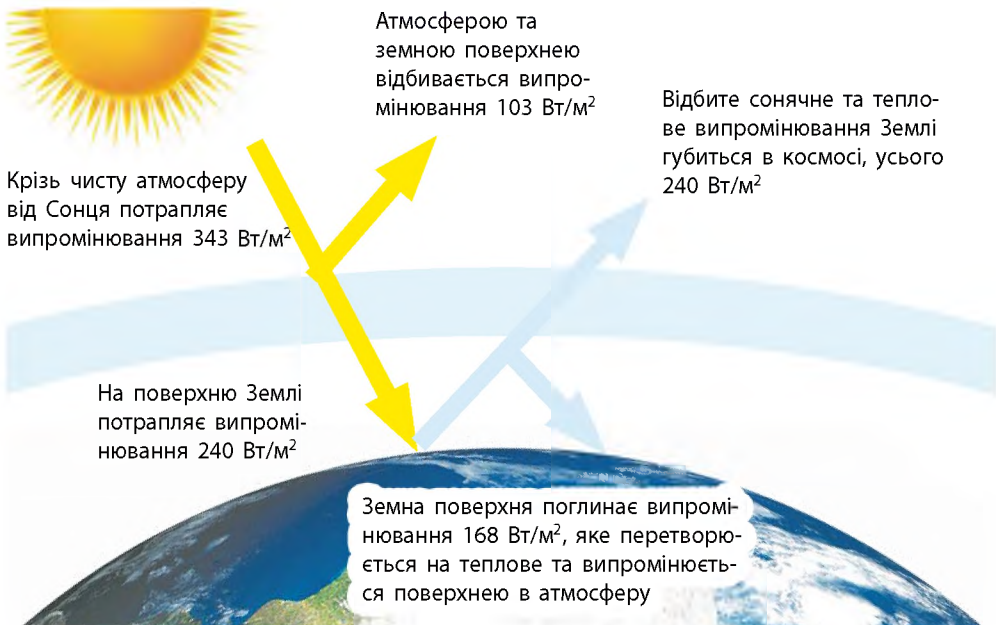 Атмосферою та
земною поверхнею
відбивається випро-
мінювання 103 Вт/м²
Відбите сонячне та тепло-
ве випромінювання Землі
губиться в космосі, усього
240 Вт/м²
Крізь чисту атмосферу
від Сонця потрапляє
випромінювання 343 Вт/м²
На поверхню Землі
потрапляє випромі-
нювання 240 Вт/м²
Земна поверхня поглинає випромі-
нювання 168 Вт/м², яке перетворю-
ється на теплове та випромінюєть-
ся поверхнею в атмосферу